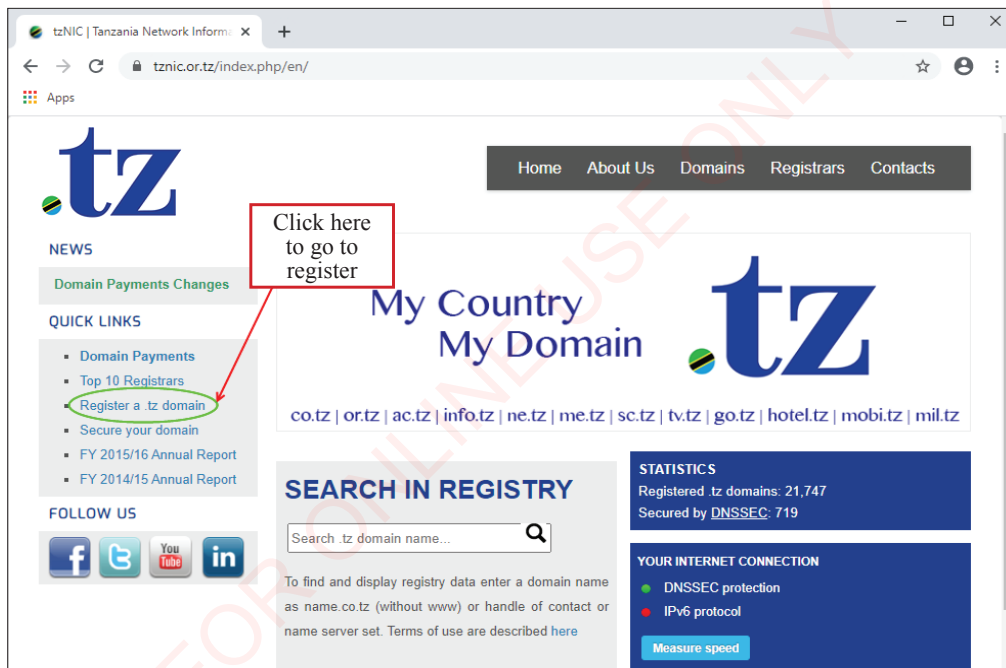 tzNIC | Tanzania Network Informa
tznic.or.tz/index.php/en/
Apps
.tz
Home About Us Domains Registrars Contacts
Click here
to go to
register
NEWS
Domain Payments Changes
QUICK LINKS
Domain Payments
Top 10 Registrars
Register a .tz domain
Secure your domain
FY 2015/16 Annual Report
FY 2014/15 Annual Report
FOLLOW US
f
You
Tube
in
My Country
My Domain
.tz
co.tz | or.tz | ac.tz | info.tz | ne.tz | me.tz | sc.tz | tv.tz | go.tz | hotel.tz | mobi.tz | mil.tz
SEARCH IN REGISTRY
Search .tz domain name...
To find and display registry data enter a domain name
as name.co.tz (without www) or handle of contact or
name server set. Terms of use are described here
STATISTICS
Registered .tz domains: 21,747
Secured by DNSSEC: 719
YOUR INTERNET CONNECTION
DNSSEC protection
IPv6 protocol
Measure speed
FOR ONLINE USE ONLY